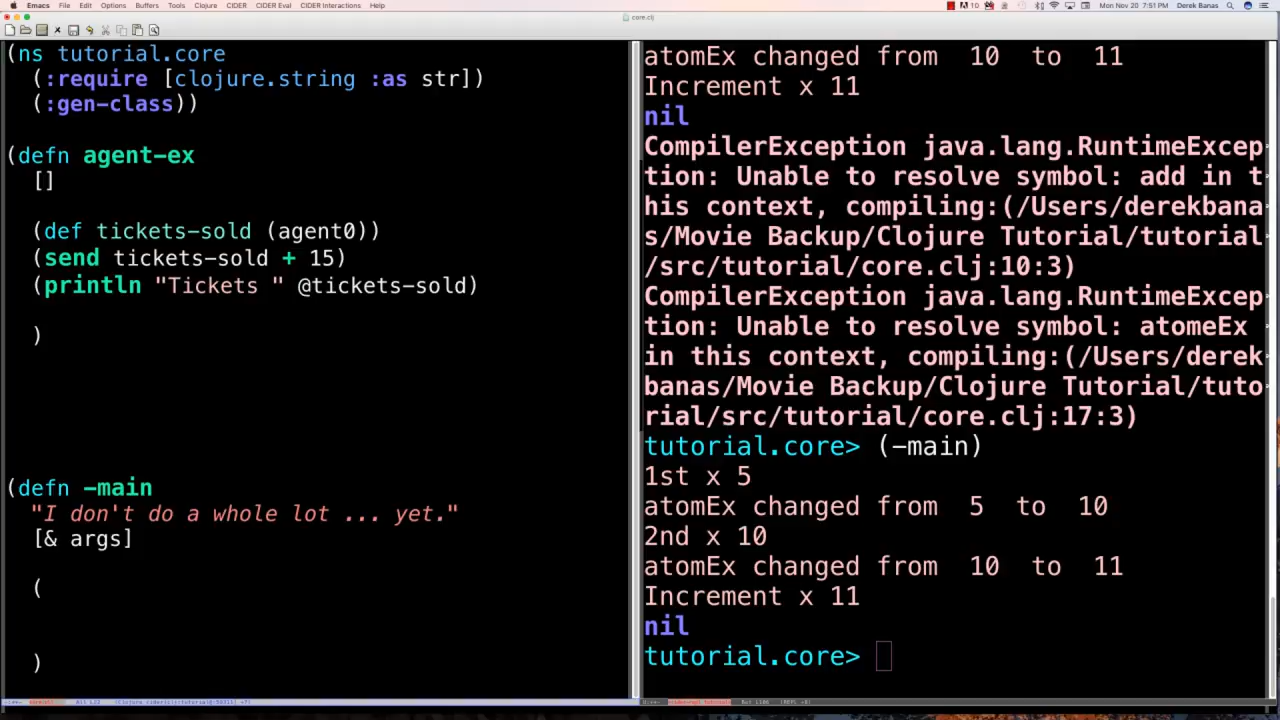 Emacs File Edit Options Buffers Tools Clojure CIDER CIDER Eval CIDER Interactions Help
10 Mon Nov 20 7:51 PM Derek Banas
core.clj
(ns tutorial.core
(:require [clojure.string :as str])
(:gen-class))
(defn agent-ex
[]
(def tickets-sold (agent0))
(send tickets-sold + 15)
(println "Tickets " @tickets-sold)
)
(defn -main
"I don't do a whole lot ... yet."
[& args]
(
)
atomEx changed from 10 to 11
Increment x 11
nil
CompilerException java.lang.RuntimeExcep
tion: Unable to resolve symbol: add in t
his context, compiling:(/Users/derekbana
s/Movie Backup/Clojure Tutorial/tutorial
/src/tutorial/core.clj:10:3)
CompilerException java.lang.RuntimeExcep
tion: Unable to resolve symbol: atomeEx
in this context, compiling:(/Users/derek
banas/Movie Backup/Clojure Tutorial/tuto
rial/src/tutorial/core.clj:17:3)
tutorial.core> (-main)
1st x 5
atomEx changed from 5 to 10
2nd x 10
atomEx changed from 10 to 11
Increment x 11
nil
tutorial.core>